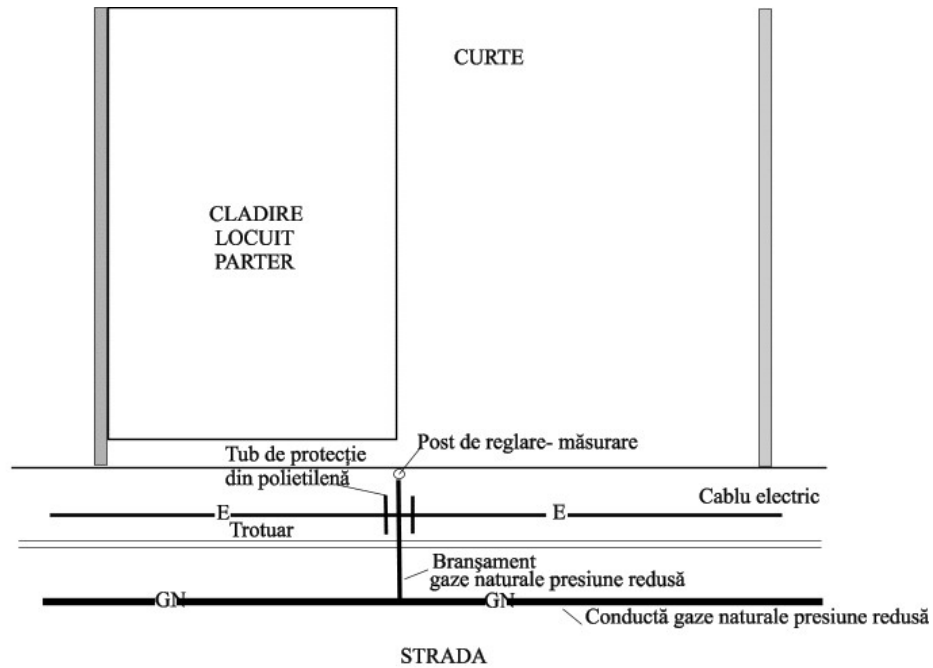 CURTE
CLADIRE
LOCUIT
PARTER
Post de reglare- măsurare
Tub de protecție
din polietilenă
Cablu electric
E
E
Trotuar
Branşament
gaze naturale presiune redusă
GN
GN
Conductă gaze naturale presiune redusă
STRADA